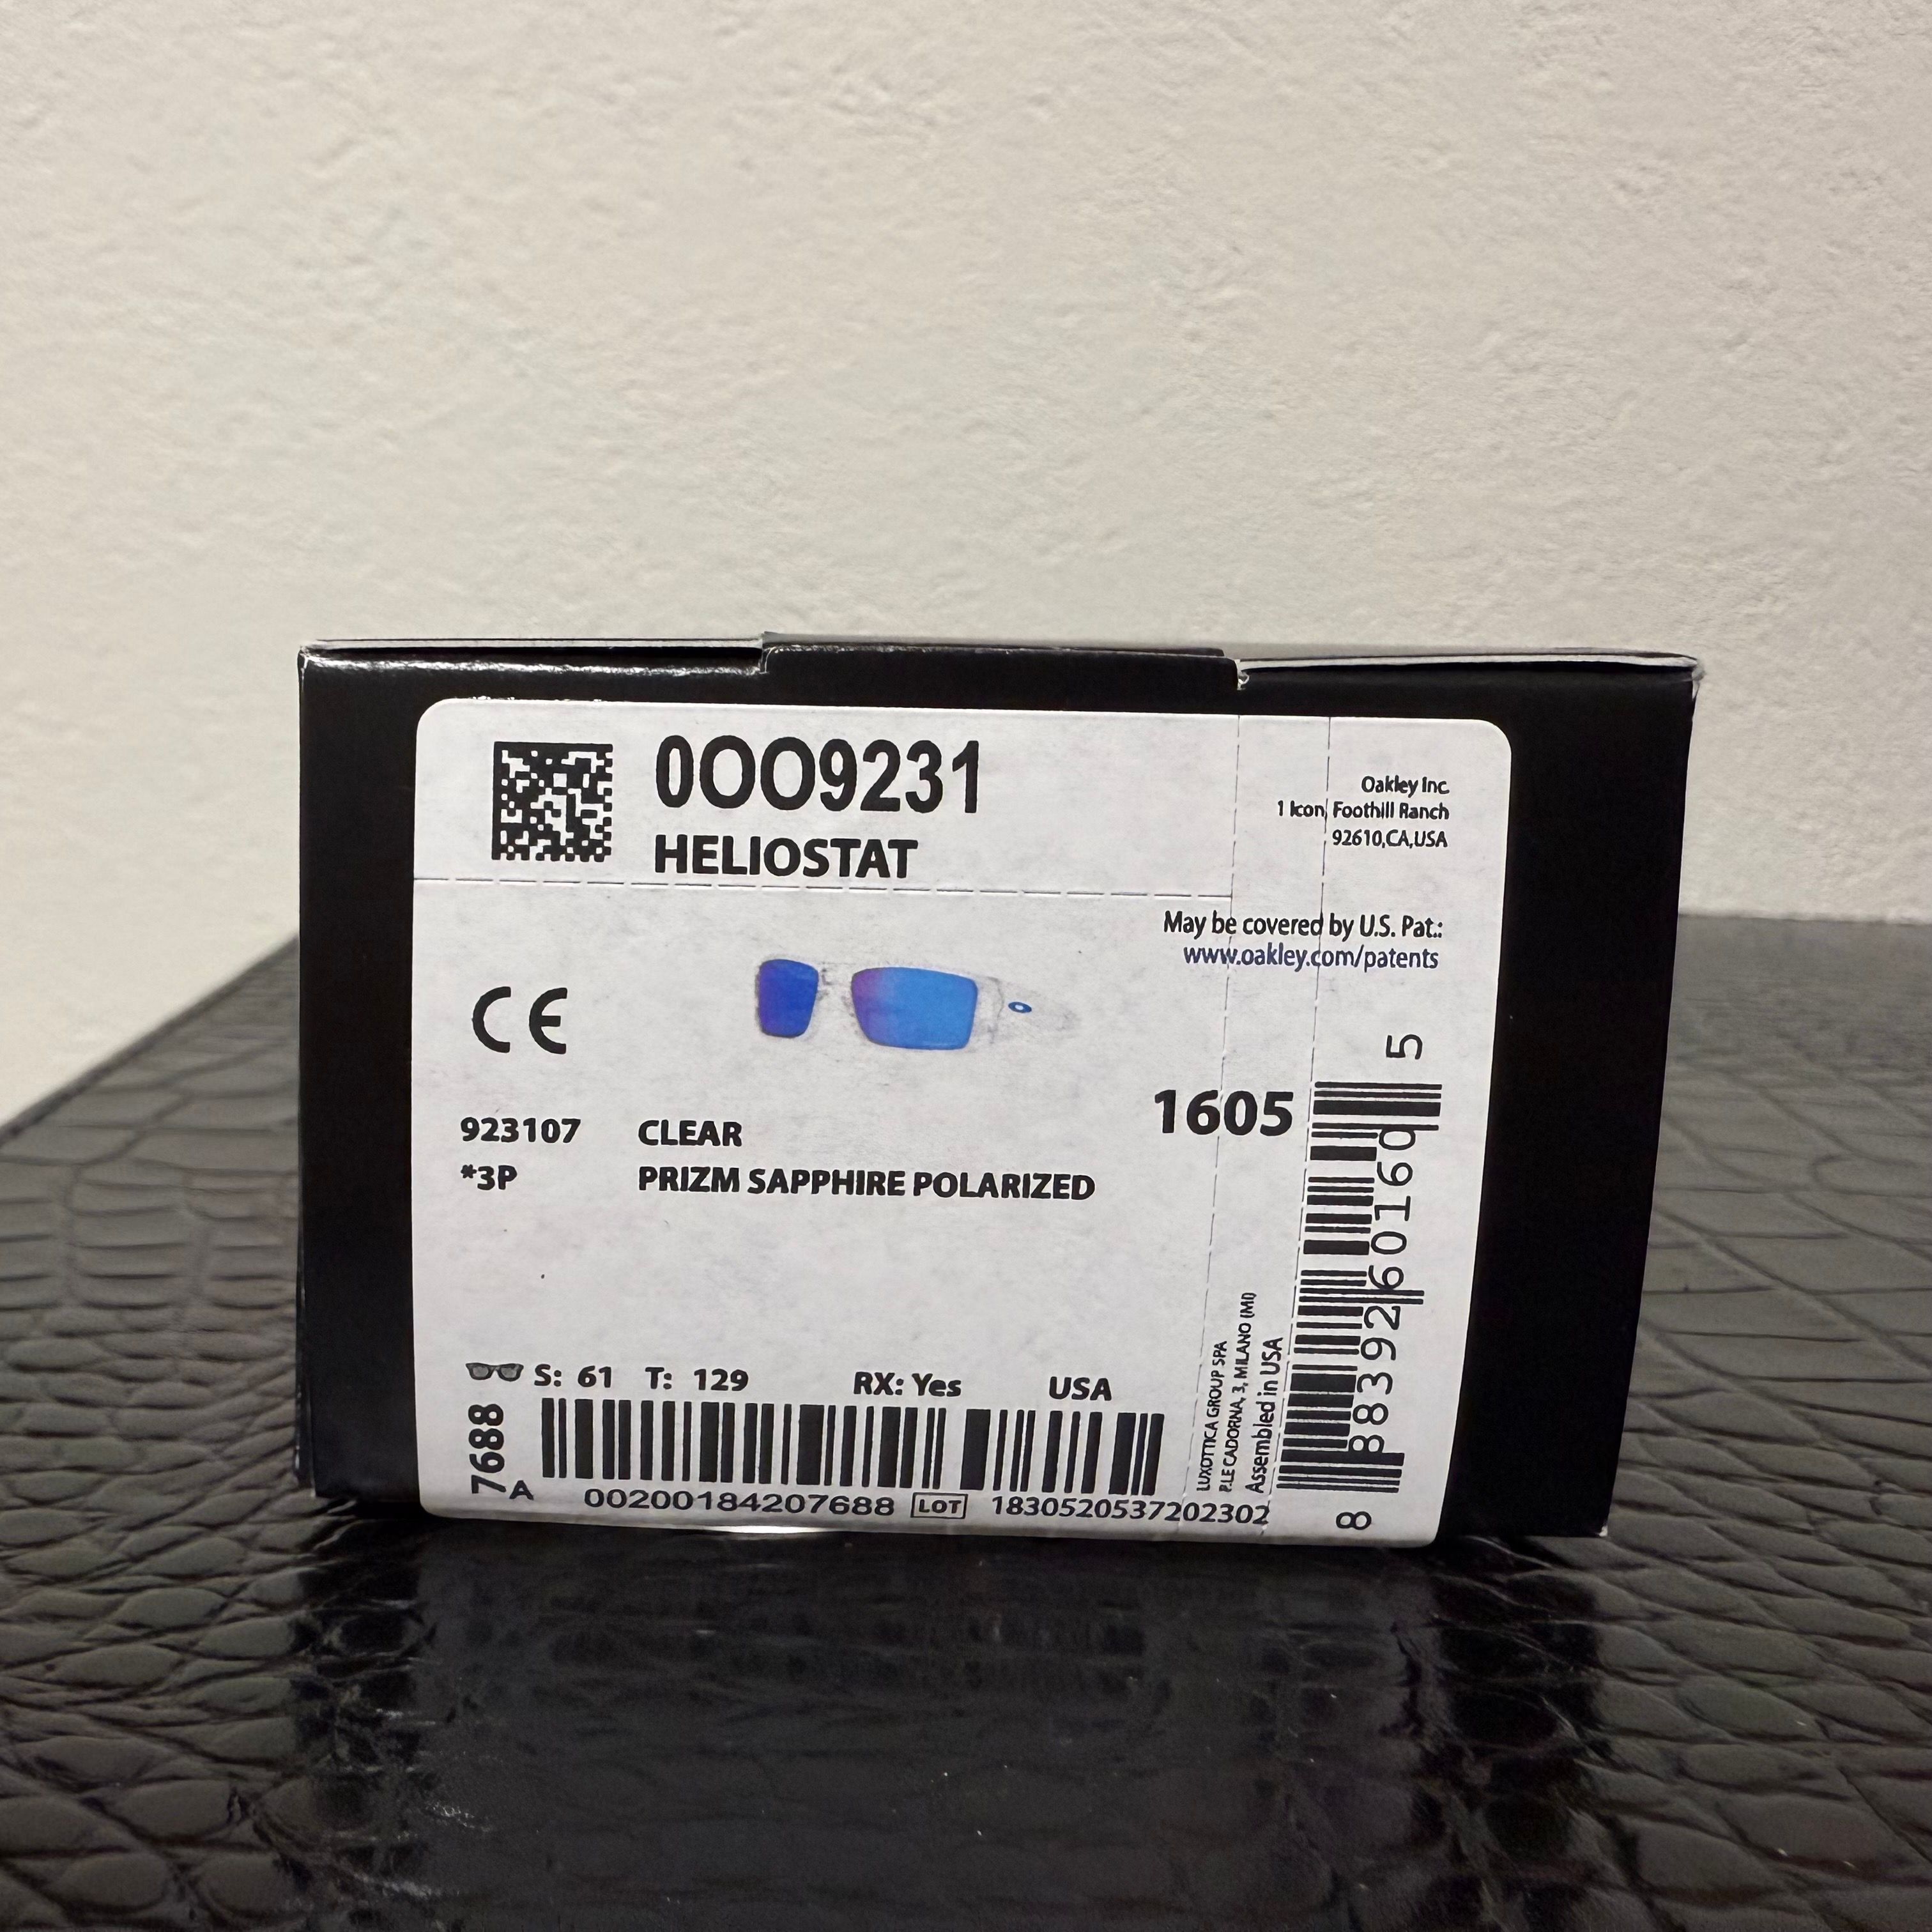 0OO9231
HELIOSTAT
Oakley Inc.
1 Icon, Foothill Ranch
92610,CA,USA
May be covered by U.S. Pat.:
www.oakley.com/patents
CE
923107 CLEAR
*3P PRIZM SAPPHIRE POLARIZED
1605
S: 61 T: 129 RX: Yes USA
7688
A
00200184207688 LOT 1830520537202302
LUXOTTICA GROUP SPA
P.LE CADORNA, 3, MILANO (MI)
Assembled in USA
8 88392 60160 5